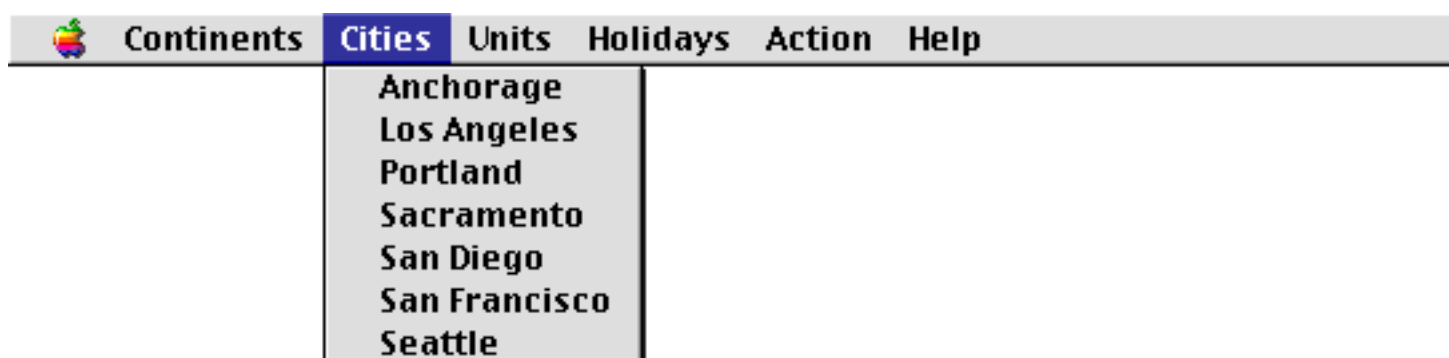 Continents Cities Units Holidays Action Help
Anchorage
Los Angeles
Portland
Sacramento
San Diego
San Francisco
Seattle